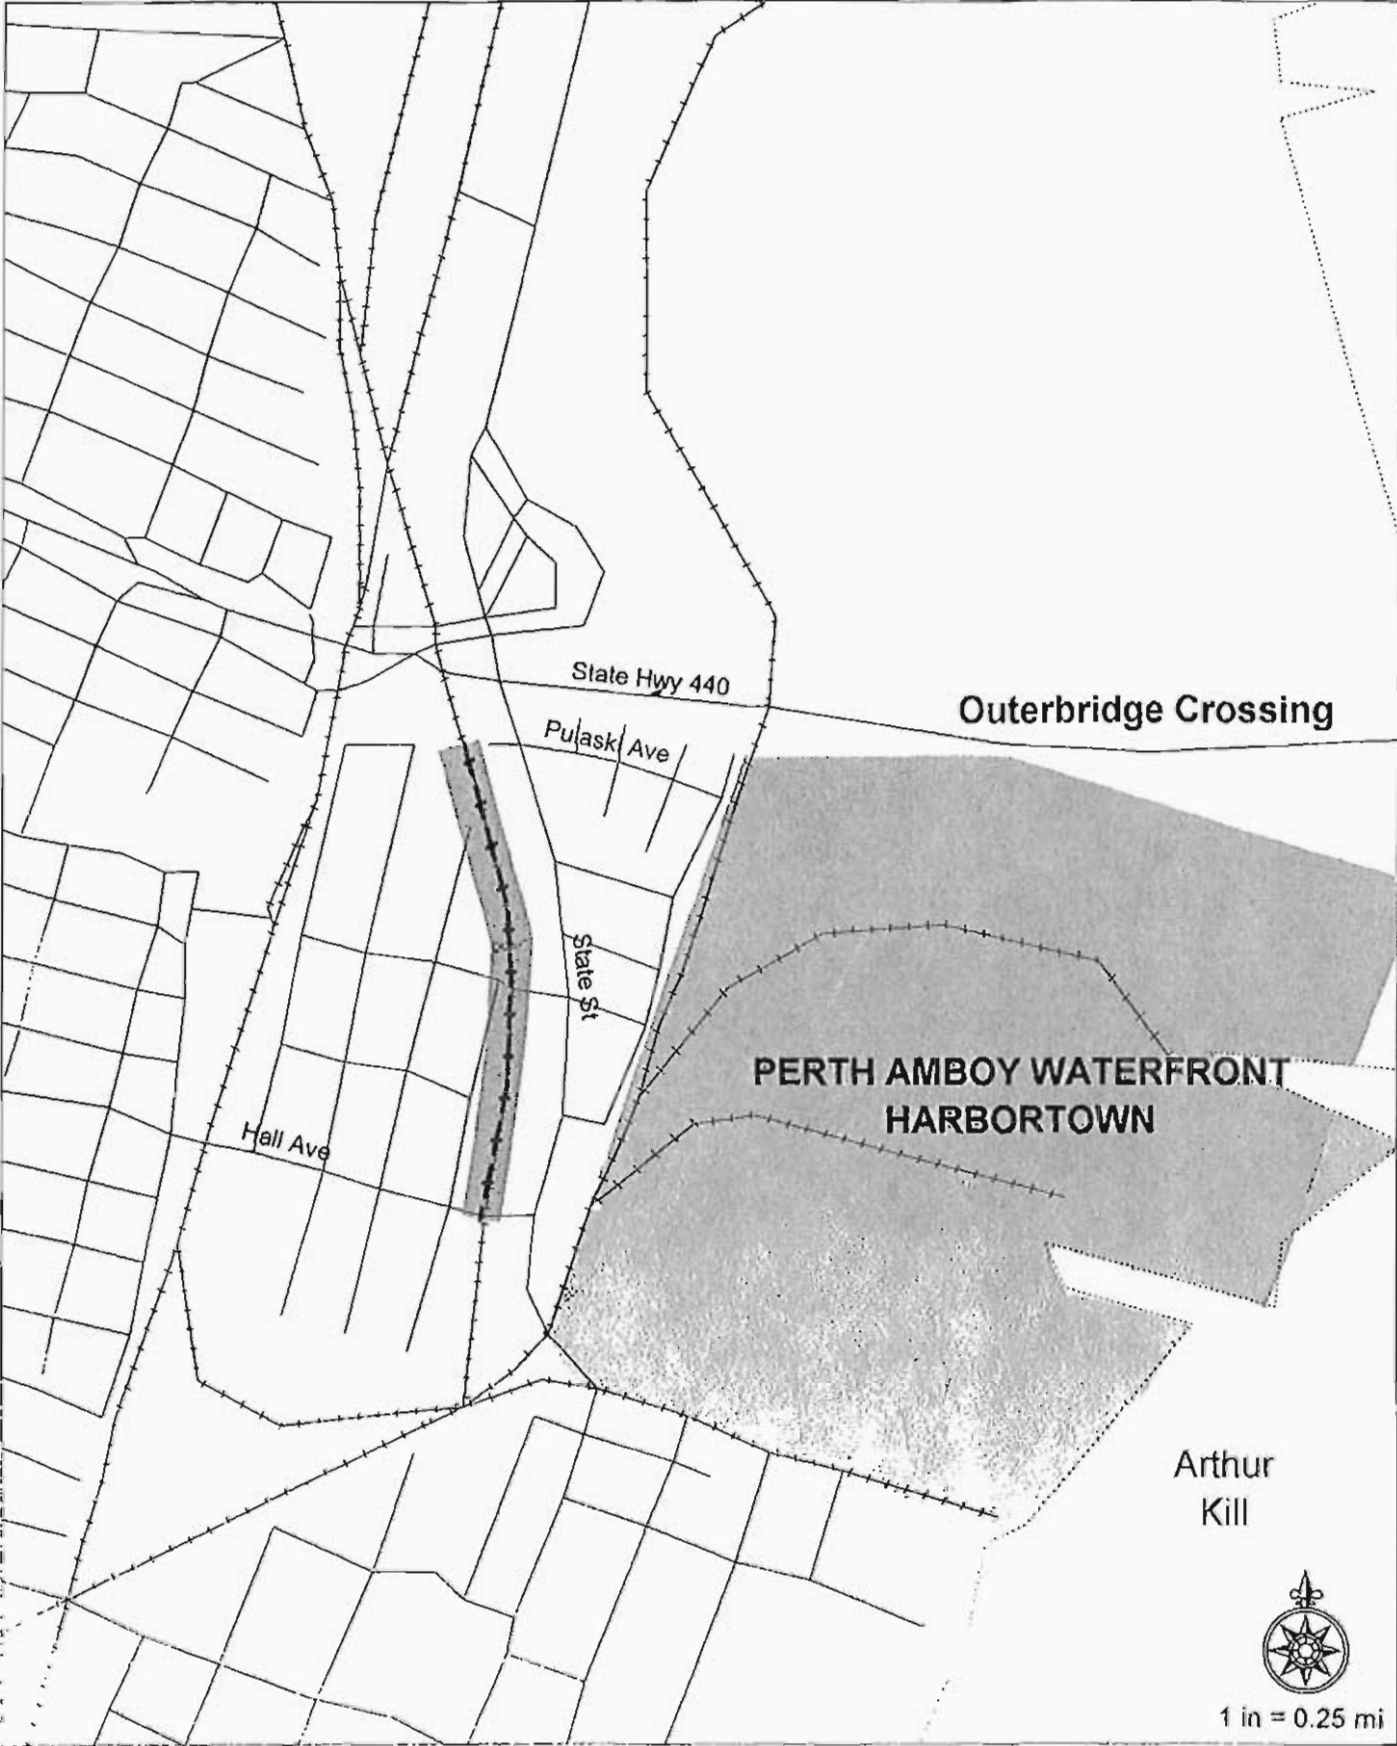 State Hwy 440
Outerbridge Crossing
Pulaski Ave
State St
PERTH AMBOY WATERFRONT
HARBORTOWN
Hall Ave
Arthur
Kill
1 in = 0.25 mi